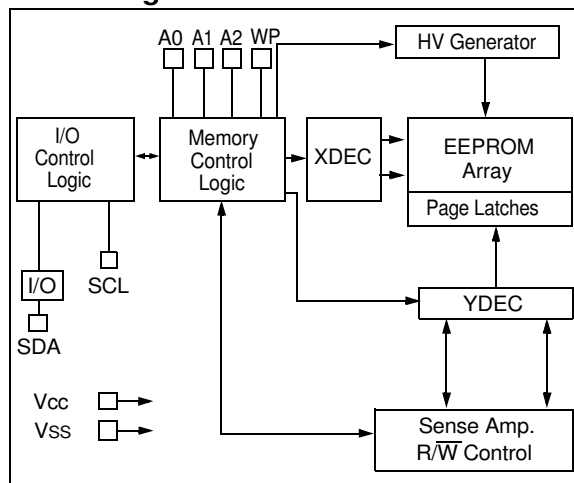 A0 A1 A2 WP
HV Generator
I/O
Control
Logic
Memory
Control
Logic
XDEC
EEPROM
Array
Page Latches
I/O
SCL
SDA
YDEC
Vcc
Vss
Sense Amp.
R/W̅ Control